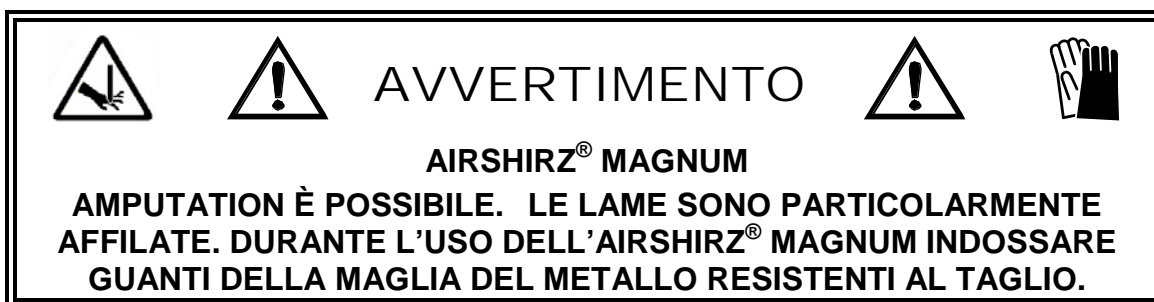 AVVERTIMENTO
AIRSHIRZ® MAGNUM
AMPUTATION È POSSIBILE. LE LAME SONO PARTICOLARMENTE
AFFILATE. DURANTE L'USO DELL'AIRSHIRZ® MAGNUM INDOSSARE
GUANTI DELLA MAGLIA DEL METALLO RESISTENTI AL TAGLIO.